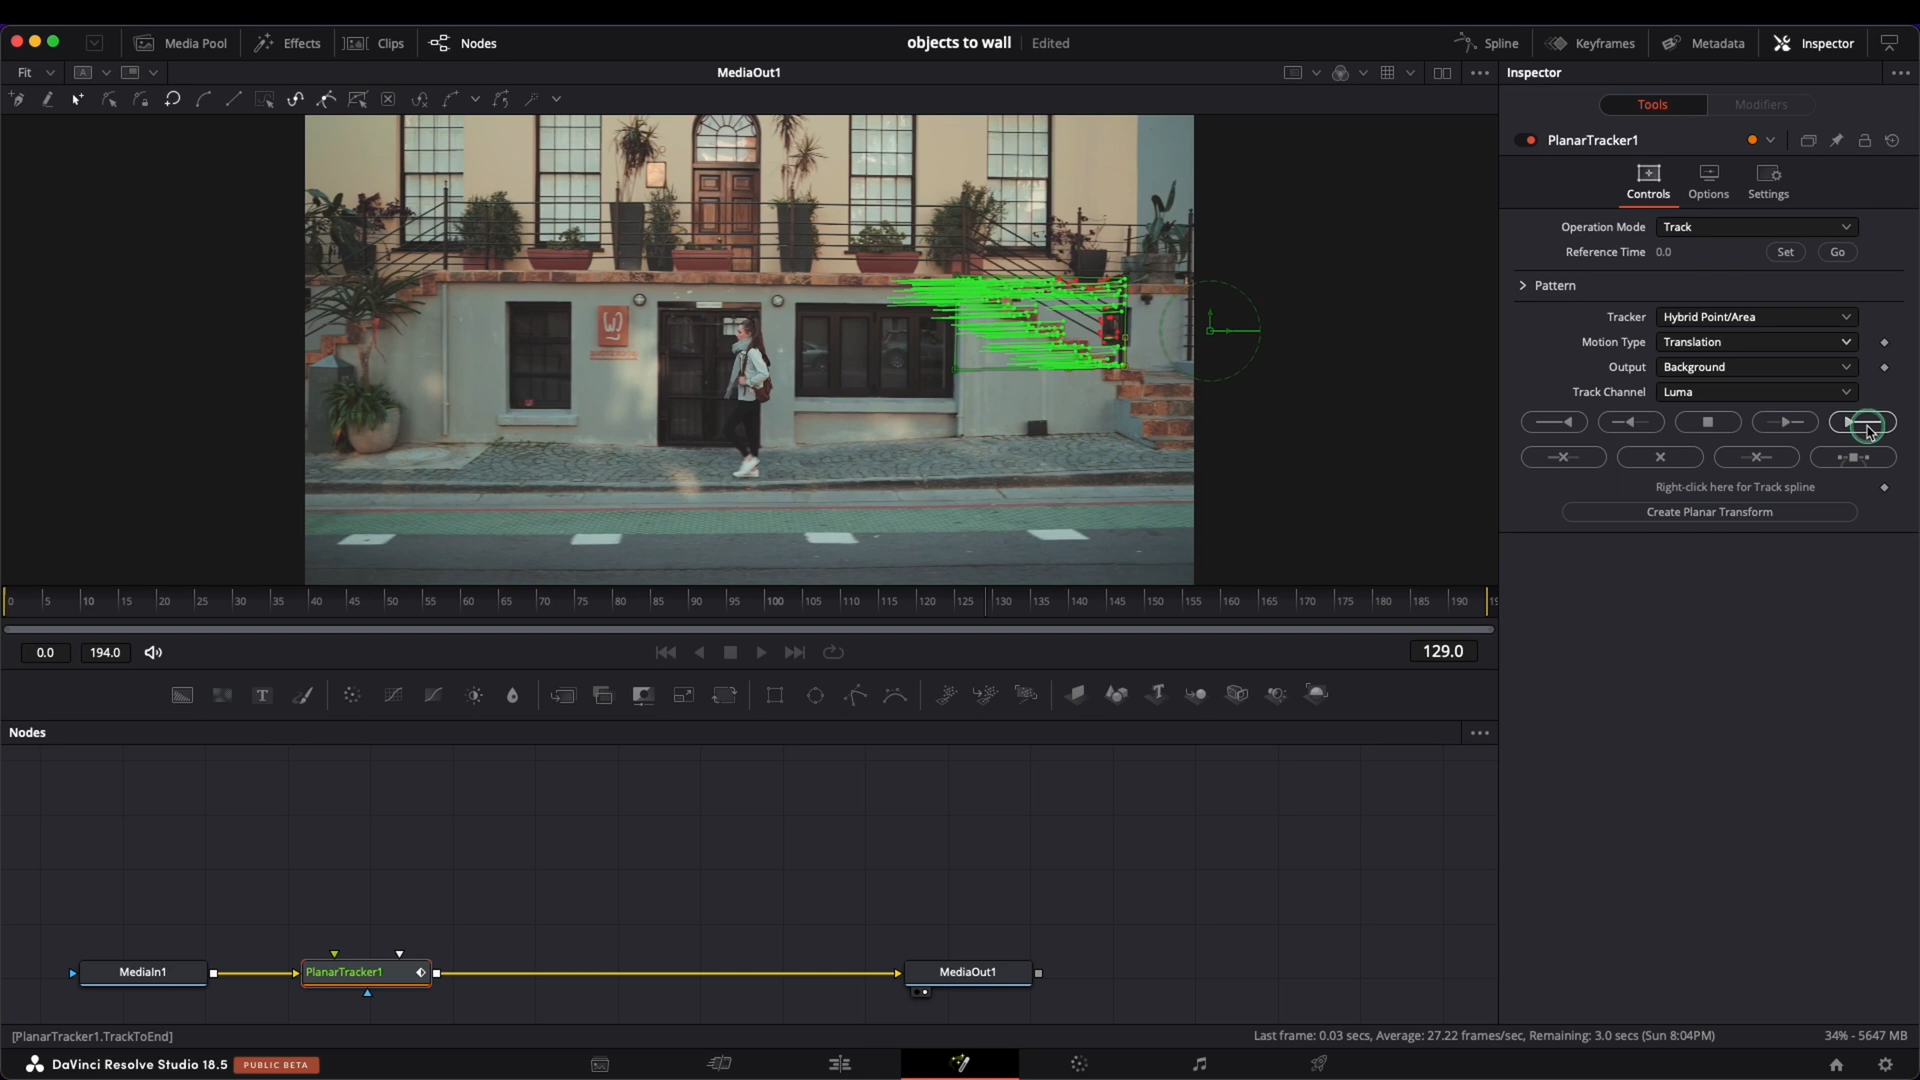 Media Pool Effects Clips Nodes objects to wall Edited Spline Keyframes Metadata Inspector
Fit A MediaOut1 Inspector
Tools Modifiers
PlanarTracker1
Controls Options Settings
Operation Mode Track
Reference Time 0.0 Set Go
Pattern
Tracker Hybrid Point/Area
Motion Type Translation
Output Background
Track Channel Luma
Right-click here for Track spline
Create Planar Transform
0 5 10 15 20 25 30 35 40 45 50 55 60 65 70 75 80 85 90 95 100 105 110 115 120 125 130 135 140 145 150 155 160 165 170 175 180 185 190 19
0.0 194.0 129.0
T
Nodes
MediaIn1 PlanarTracker1 MediaOut1
[PlanarTracker1.TrackToEnd] Last frame: 0.03 secs, Average: 27.22 frames/sec, Remaining: 3.0 secs (Sun 8:04PM) 34% - 5647 MB
DaVinci Resolve Studio 18.5 PUBLIC BETA